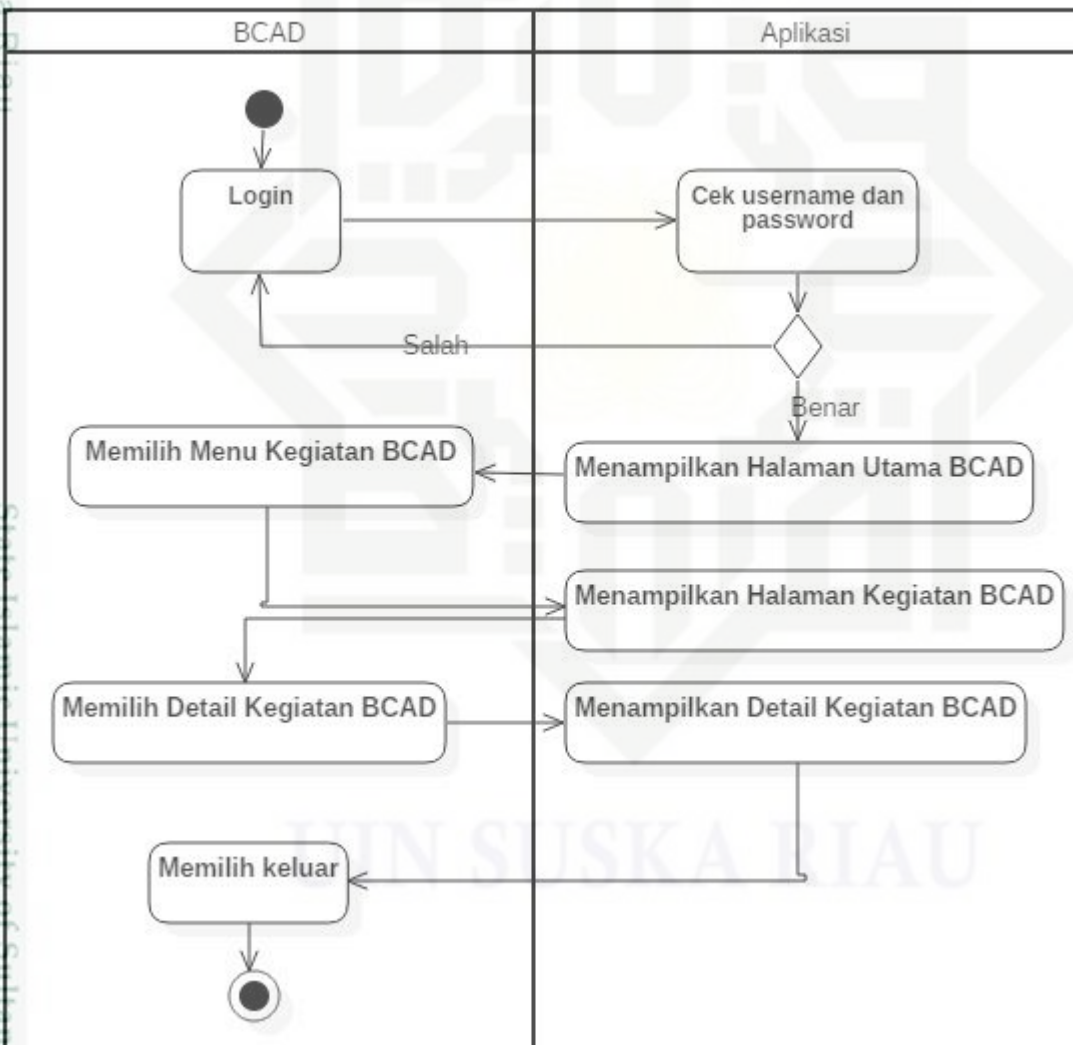 BCAD
Aplikasi
Login
Cek username dan
password
Salah
Benar
Memilih Menu Kegiatan BCAD
Menampilkan Halaman Utama BCAD
Menampilkan Halaman Kegiatan BCAD
Memilih Detail Kegiatan BCAD
Menampilkan Detail Kegiatan BCAD
UIN SUSKA RIAU
Memilih keluar